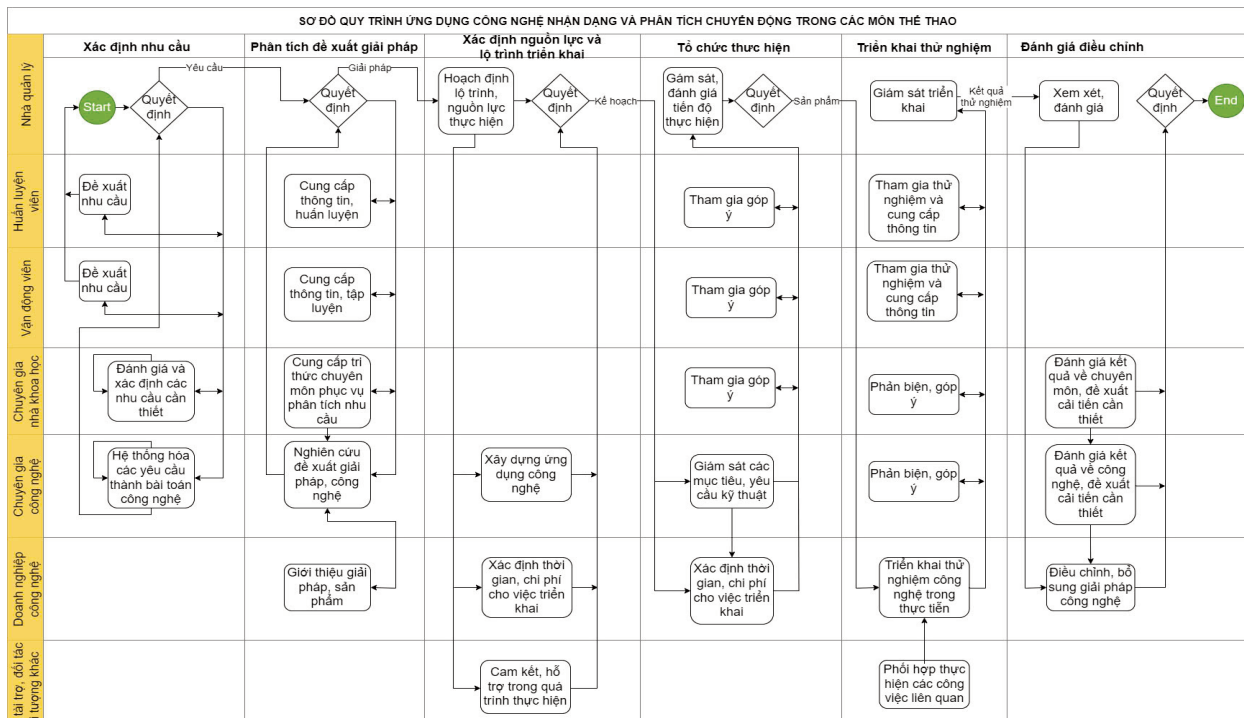 SƠ ĐỒ QUY TRÌNH ỨNG DỤNG CÔNG NGHỆ NHẬN DẠNG VÀ PHÂN TÍCH CHUYỂN ĐỘNG TRONG CÁC MÔN THỂ THAO
Xác định nhu cầu
Phân tích đề xuất giải pháp
Xác định nguồn lực và
lộ trình triển khai
Tổ chức thưc hiện
Triển khai thử nghiệm
Đánh giá điều chỉnh
Nhà quản lý
Start
Quyết
định
Yêu cầu
Quyết
định
Giải pháp
Hoạch định
lộ trình,
nguồn lực
thực hiện
Quyết
định
Kế hoạch
Gám sát,
đánh giá
tiến độ
thực hiện
Quyết
định
Sản phẩm
Giám sát triển
khai
Kết quả
thử nghiệm
Xem xét,
đánh giá
Quyết
định
End
Huấn luyện
viên
Đề xuất
nhu cầu
Cung cấp
thông tin,
huấn luyện
Tham gia góp
ý
Tham gia thử
nghiệm và
cung cấp
thông tin
Vận động viên
Đề xuất
nhu cầu
Cung cấp
thông tin, tập
luyện
Tham gia góp
ý
Tham gia thử
nghiệm và
cung cấp
thông tin
Chuyên gia
nhà khoa học
Đánh giá và
xác định các
nhu cầu cần
thiết
Cung cấp tri
thức chuyên
môn phục vụ
phân tích nhu
cầu
Tham gia góp
ý
Phản biện, góp
ý
Đánh giá kết
quả về chuyên
môn, đề xuất
cải tiến cần
thiết
Chuyên gia
công nghệ
Hệ thống hóa
các yêu cầu
thành bài toán
công nghệ
Nghiên cứu
đề xuất giải
pháp, công
nghệ
Xây dựng ứng
dụng công
nghệ
Giám sát các
mục tiêu, yêu
cầu kỹ thuật
Phản biện, góp
ý
Đánh giá kết
quả về công
nghệ, đề xuất
cải tiến cần
thiết
Doanh nghiệp
công nghệ
Giới thiệu giải
pháp, sản
phẩm
Xác định thời
gian, chi phí
cho việc triển
khai
Xác định thời
gian, chi phí
cho việc triển
khai
Triển khai thử
nghiệm công
nghệ trong
thực tiễn
Điều chỉnh, bổ
sung giải pháp
công nghệ
tài trợ, đối tác
tượng khác
Cam kết, hỗ
trợ trong quá
trình thực hiện
Phối hợp thực
hiện các công
việc liên quan